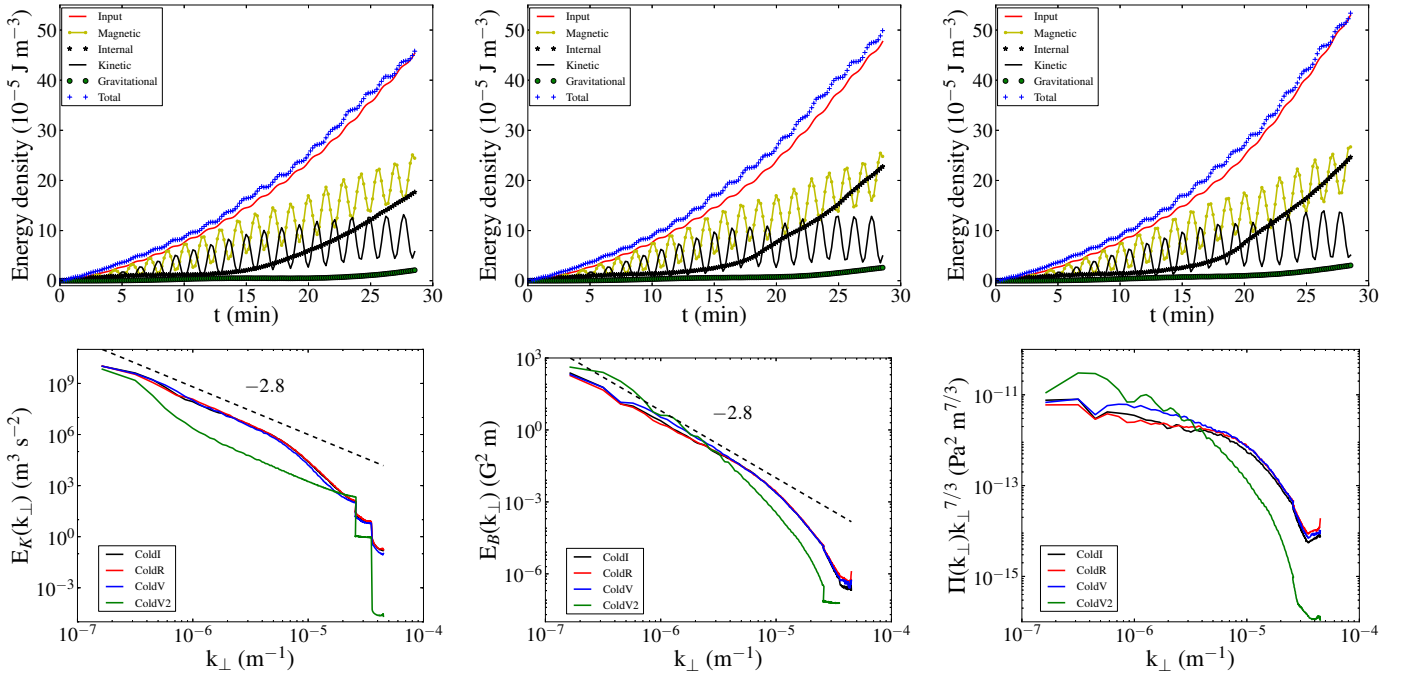 Energy density (10⁻⁵ J m⁻³)
50
40
30
20
10
0
Input
Magnetic
Internal
Kinetic
Gravitational
Total
0 5 10 15 20 25 30
t (min)
Energy density (10⁻⁵ J m⁻³)
50
40
30
20
10
0
Input
Magnetic
Internal
Kinetic
Gravitational
Total
0 5 10 15 20 25 30
t (min)
Energy density (10⁻⁵ J m⁻³)
50
40
30
20
10
0
Input
Magnetic
Internal
Kinetic
Gravitational
Total
0 5 10 15 20 25 30
t (min)
E_K(k_⊥) (m³ s⁻²)
10⁹
10⁶
10³
10⁰
10⁻³
−2.8
ColdI
ColdR
ColdV
ColdV2
10⁻⁷ 10⁻⁶ 10⁻⁵ 10⁻⁴
k_⊥ (m⁻¹)
E_B(k_⊥) (G² m)
10³
10⁰
10⁻³
10⁻⁶
−2.8
ColdI
ColdR
ColdV
ColdV2
10⁻⁷ 10⁻⁶ 10⁻⁵ 10⁻⁴
k_⊥ (m⁻¹)
Π(k_⊥)k_⊥^7/3 (Pa² m^7/3)
10⁻¹¹
10⁻¹³
10⁻¹⁵
ColdI
ColdR
ColdV
ColdV2
10⁻⁷ 10⁻⁶ 10⁻⁵ 10⁻⁴
k_⊥ (m⁻¹)